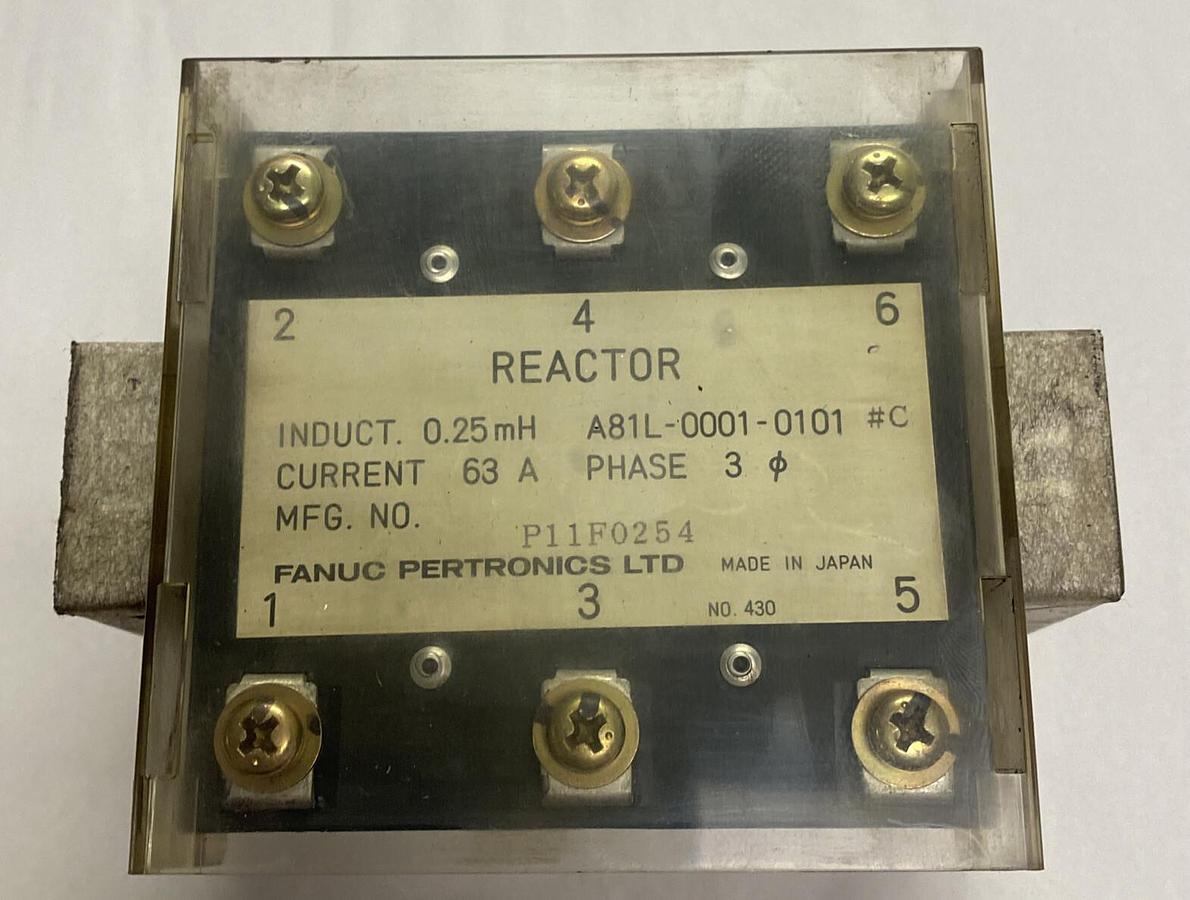 2 4 6
REACTOR
INDUCT. 0.25mH A81L-0001-0101 #C
CURRENT 63 A PHASE 3 ϕ
MFG. NO.
P11F0254
FANUC PERTRONICS LTD MADE IN JAPAN
1 3 NO. 430 5